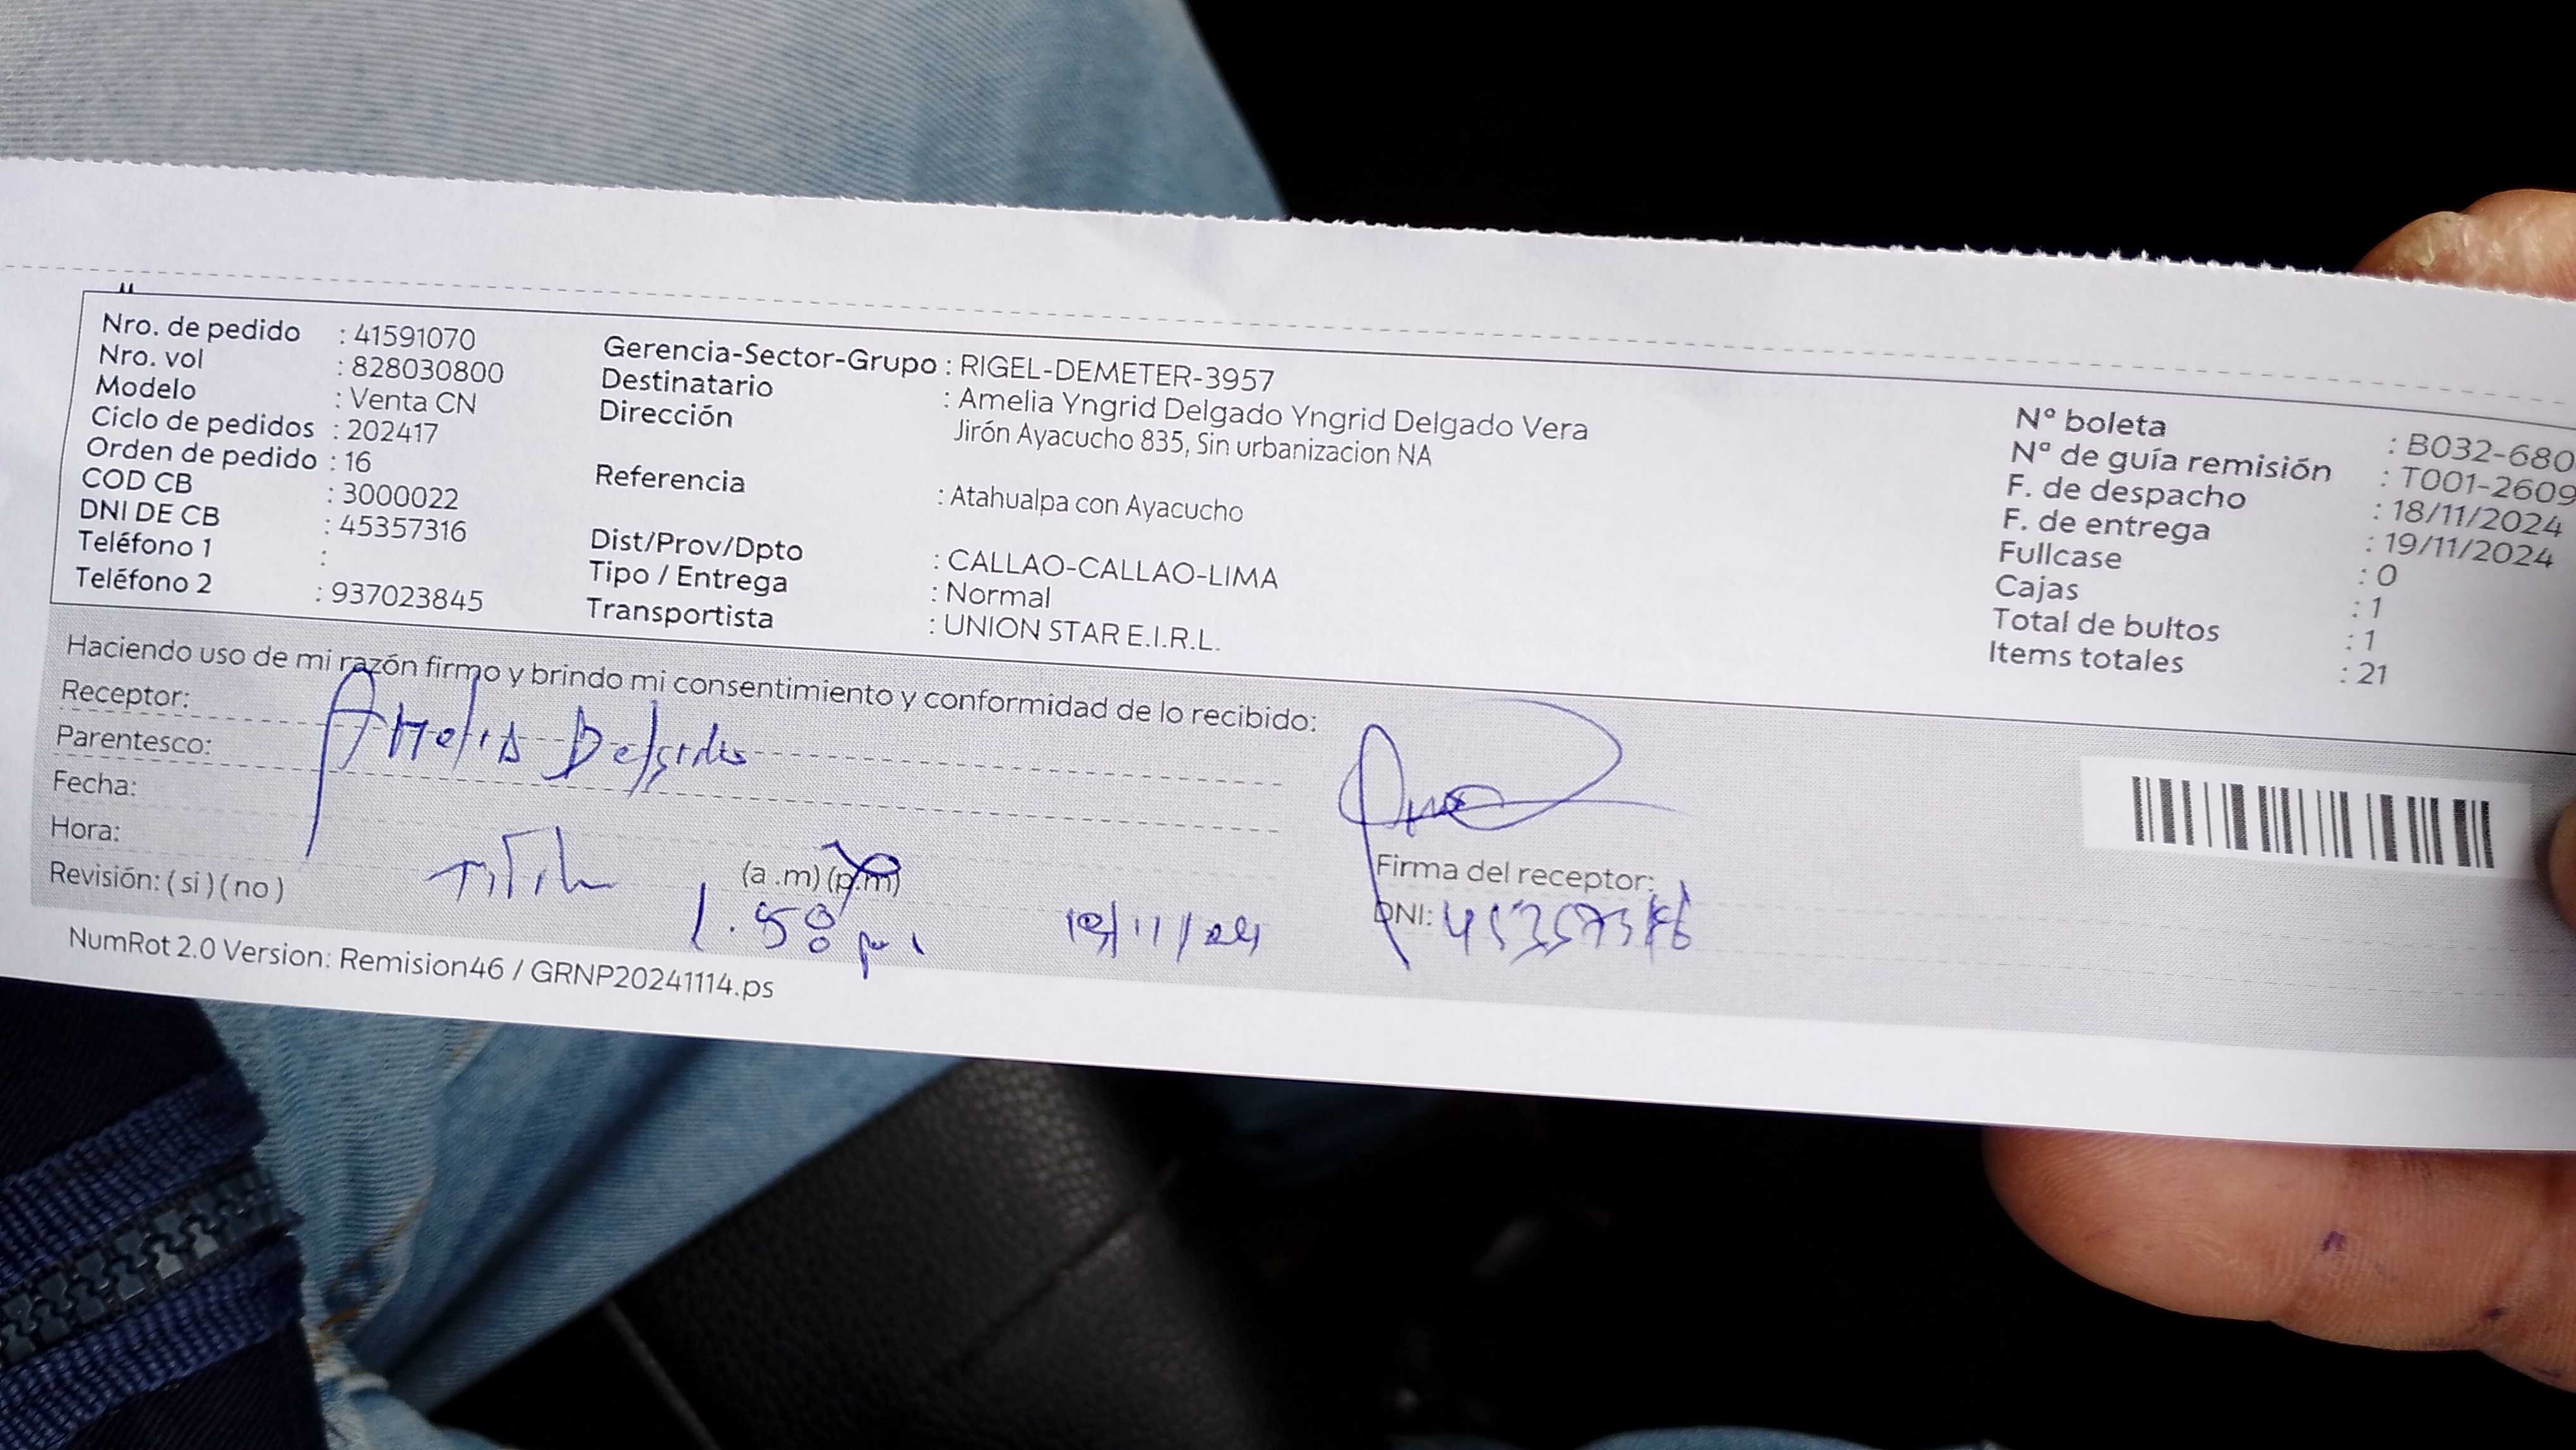 Nro. de pedido : 41591070
Nro. vol : 828030800
Modelo : Venta CN
Ciclo de pedidos : 202417
Orden de pedido : 16
COD CB : 3000022
DNI DE CB : 45357316
Teléfono 1 :
Teléfono 2 : 937023845
Gerencia-Sector-Grupo : RIGEL-DEMETER-3957
Destinatario : Amelia Yngrid Delgado Yngrid Delgado Vera
Dirección Jirón Ayacucho 835, Sin urbanizacion NA
Referencia : Atahualpa con Ayacucho
Dist/Prov/Dpto : CALLAO-CALLAO-LIMA
Tipo / Entrega : Normal
Transportista : UNION STAR E.I.R.L.
Nº boleta : B032-680
Nº de guía remisión : T001-2609
F. de despacho : 18/11/2024
F. de entrega : 19/11/2024
Fullcase : 0
Cajas : 1
Total de bultos : 1
Items totales : 21
Haciendo uso de mi razón firmo y brindo mi consentimiento y conformidad de lo recibido:
Receptor: Amelia Delgado
Parentesco:
Fecha:
Hora: (a .m) (p.m)
Revisión: ( si ) ( no ) 1.58 pm
Firma del receptor:
DNI:
NumRot 2.0 Version: Remision46 / GRNP20241114.ps